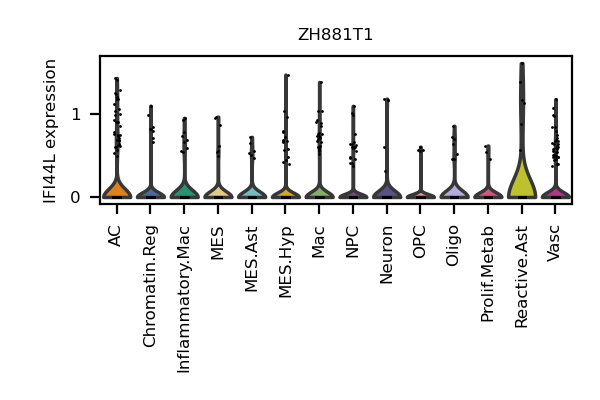 ZH881T1
IFI44L expression
1
0
AC
Chromatin.Reg
Inflammatory.Mac
MES
MES.Ast
MES.Hyp
Mac
NPC
Neuron
OPC
Oligo
Prolif.Metab
Reactive.Ast
Vasc